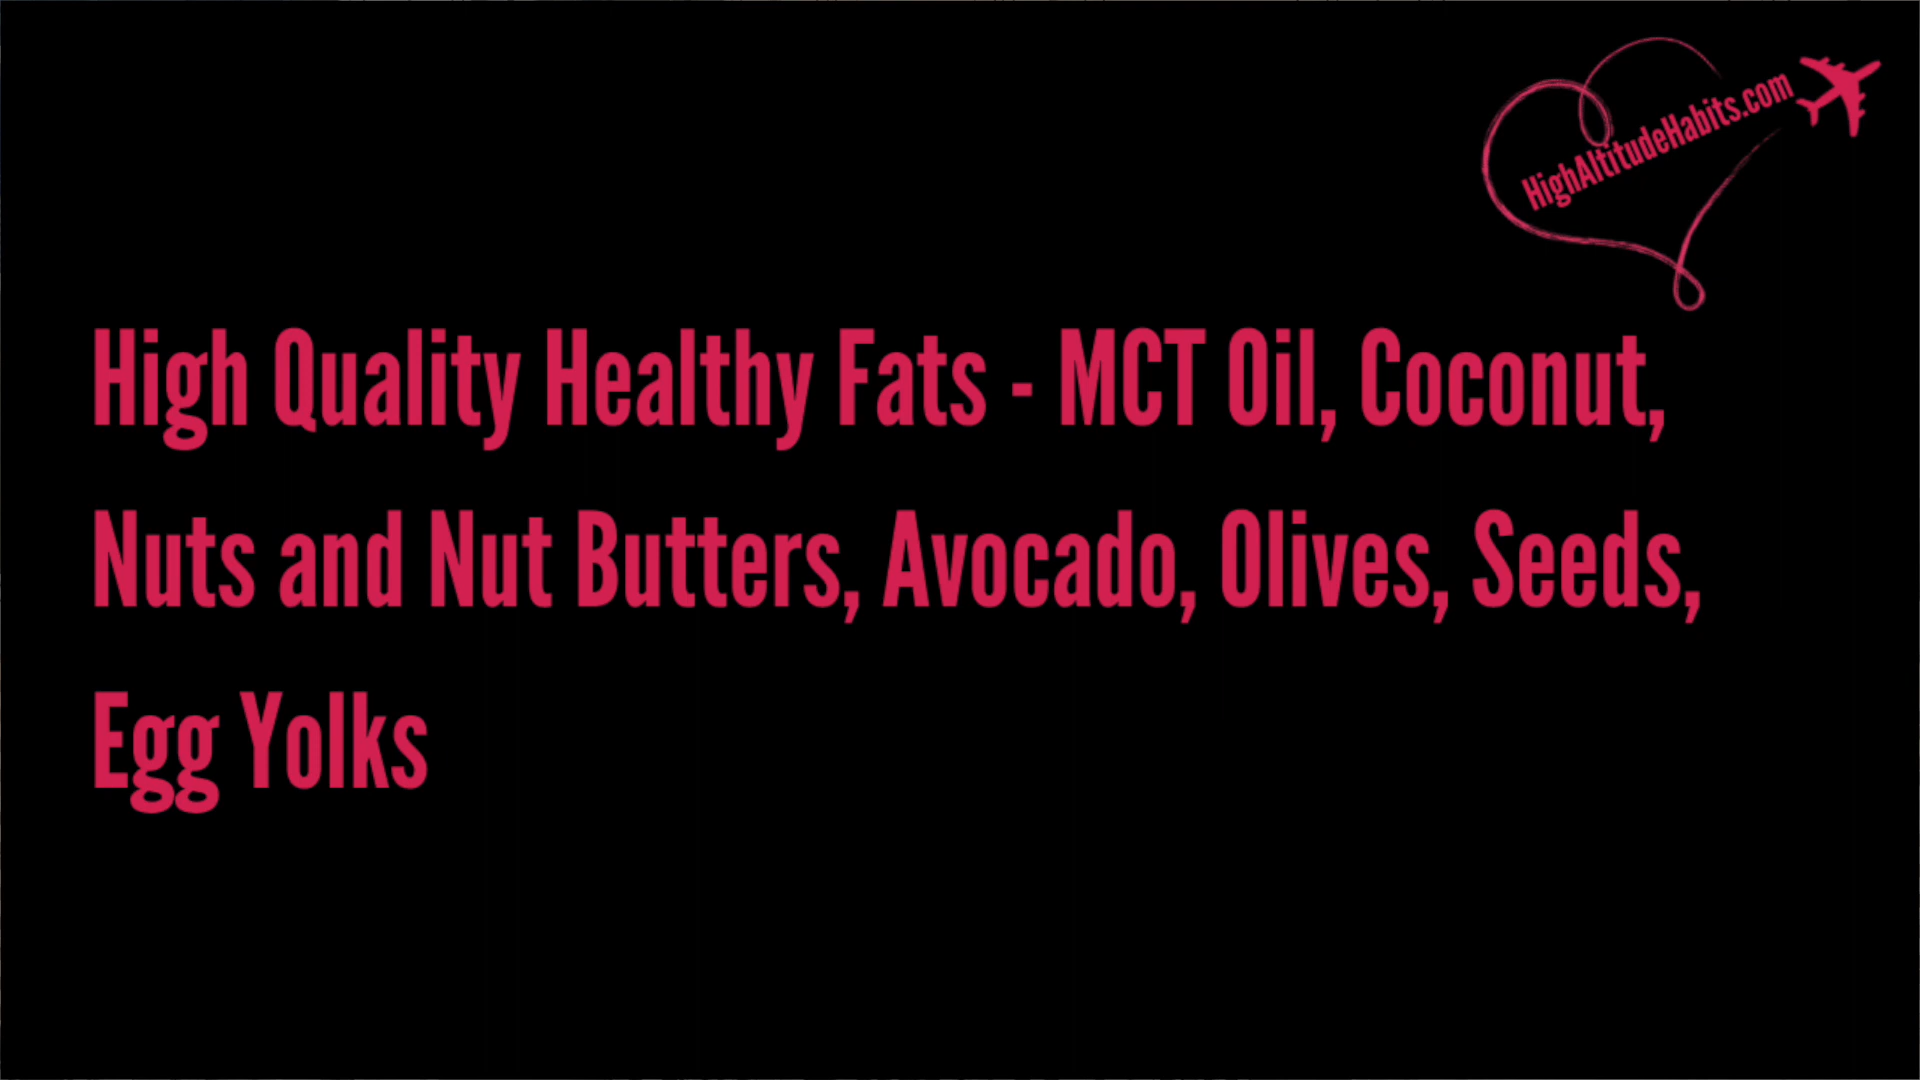 HighAltitudeHabits.com
High Quality Healthy Fats - MCT Oil, Coconut,
Nuts and Nut Butters, Avocado, Olives, Seeds,
Egg Yolks